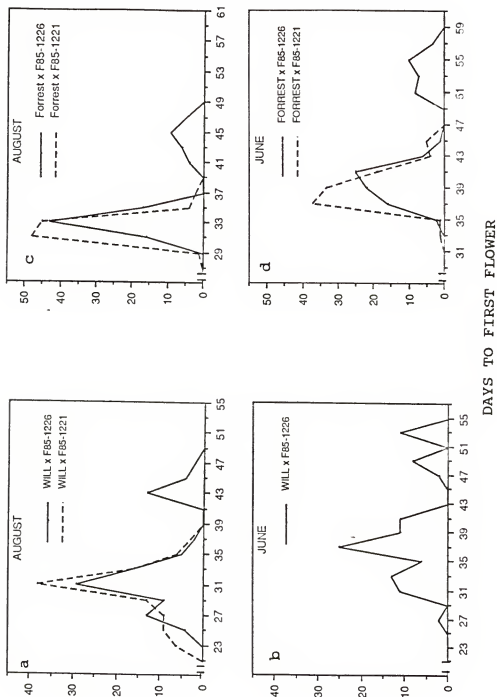 a
AUGUST
WILL x F85-1226
WILL x F85-1221
40
30
20
10
0
23 27 31 35 39 43 47 51 55
b
JUNE
WILL x F85-1226
40
30
20
10
0
23 27 31 35 39 43 47 51 55
c
AUGUST
Forrest x F85-1226
Forrest x F85-1221
50
40
30
20
10
0
29 33 37 41 45 49 53 57 61
d
JUNE
FORREST x F85-1226
FORREST x F85-1221
50
40
30
20
10
0
31 35 39 43 47 51 55 59
DAYS TO FIRST FLOWER